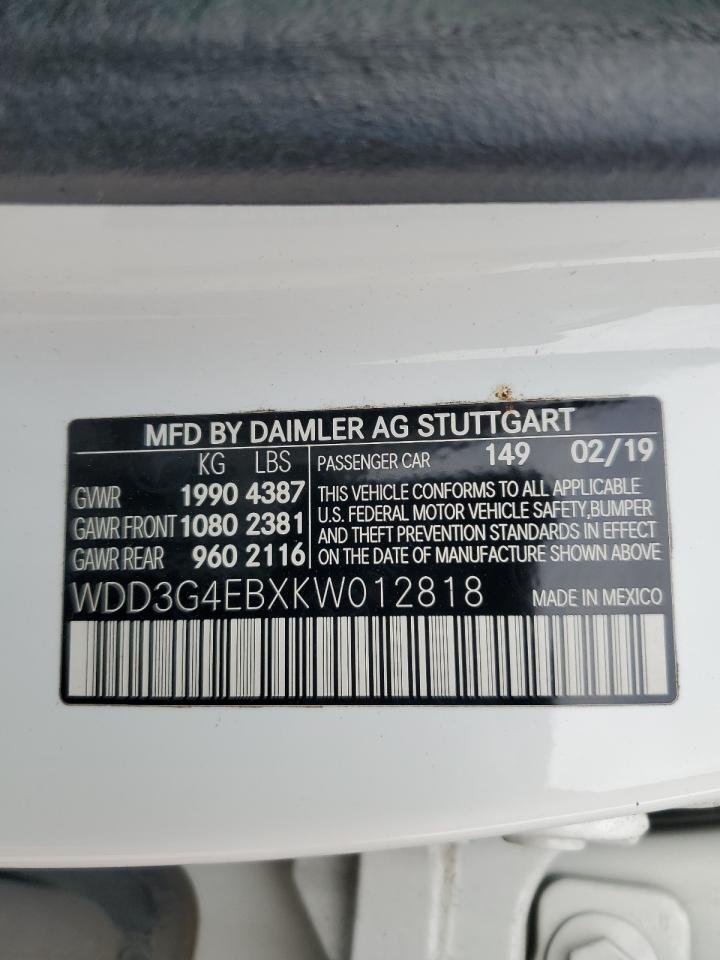 MFD BY DAIMLER AG STUTTGART
KG LBS
GVWR 1990 4387
GAWR FRONT 1080 2381
GAWR REAR 960 2116
PASSENGER CAR 149 02/19
THIS VEHICLE CONFORMS TO ALL APPLICABLE
U.S. FEDERAL MOTOR VEHICLE SAFETY,BUMPER
AND THEFT PREVENTION STANDARDS IN EFFECT
ON THE DATE OF MANUFACTURE SHOWN ABOVE
WDD3G4EBXKW012818 MADE IN MEXICO